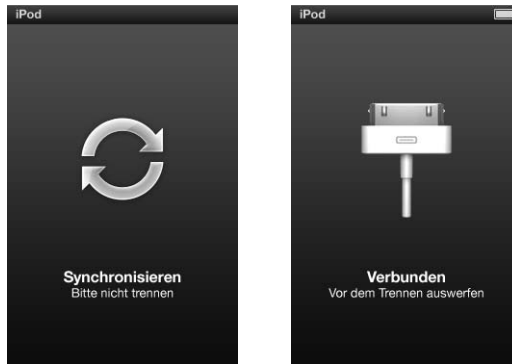 iPod
Synchronisieren
Bitte nicht trennen
iPod
Verbunden
Vor dem Trennen auswerfen